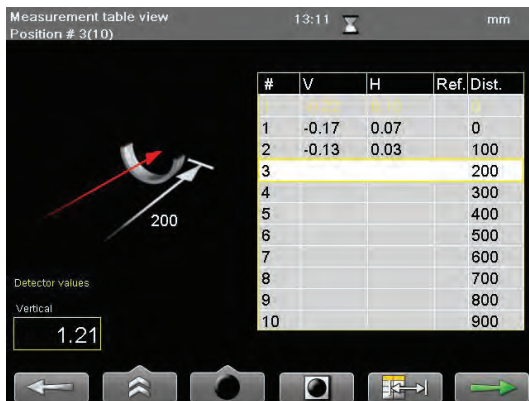 Measurement table view 13:11 mm
Position # 3(10)
# V H Ref. Dist.
1 -0.17 0.07 0
2 -0.13 0.03 100
3 200
4 300
5 400
6 500
7 600
8 700
9 800
10 900
200
Detector values
Vertical
1.21